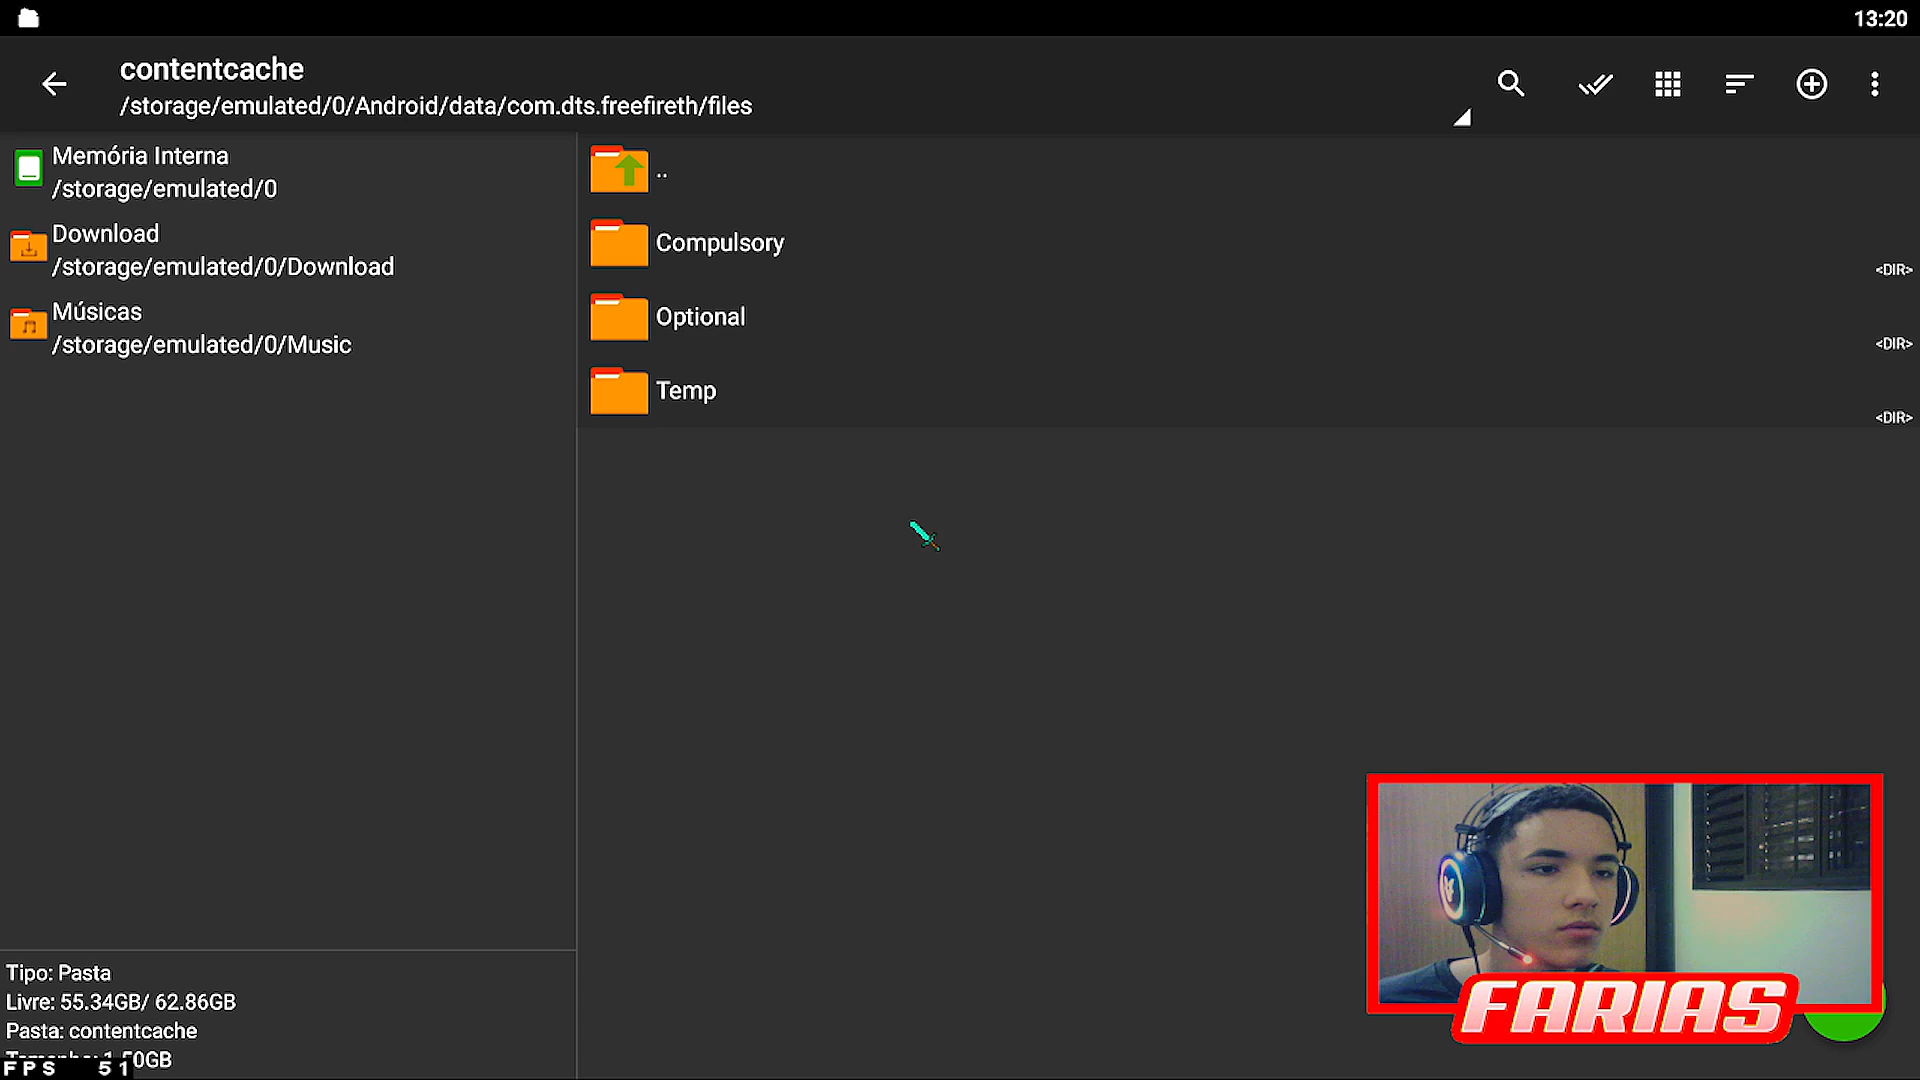 13:20
contentcache
/storage/emulated/0/Android/data/com.dts.freefireth/files
Memória Interna
/storage/emulated/0
Download
/storage/emulated/0/Download
Músicas
/storage/emulated/0/Music
..
Compulsory
<DIR>
Optional
<DIR>
Temp
<DIR>
Tipo: Pasta
Livre: 55.34GB/ 62.86GB
Pasta: contentcache
50GB
FPS 51
FARIAS